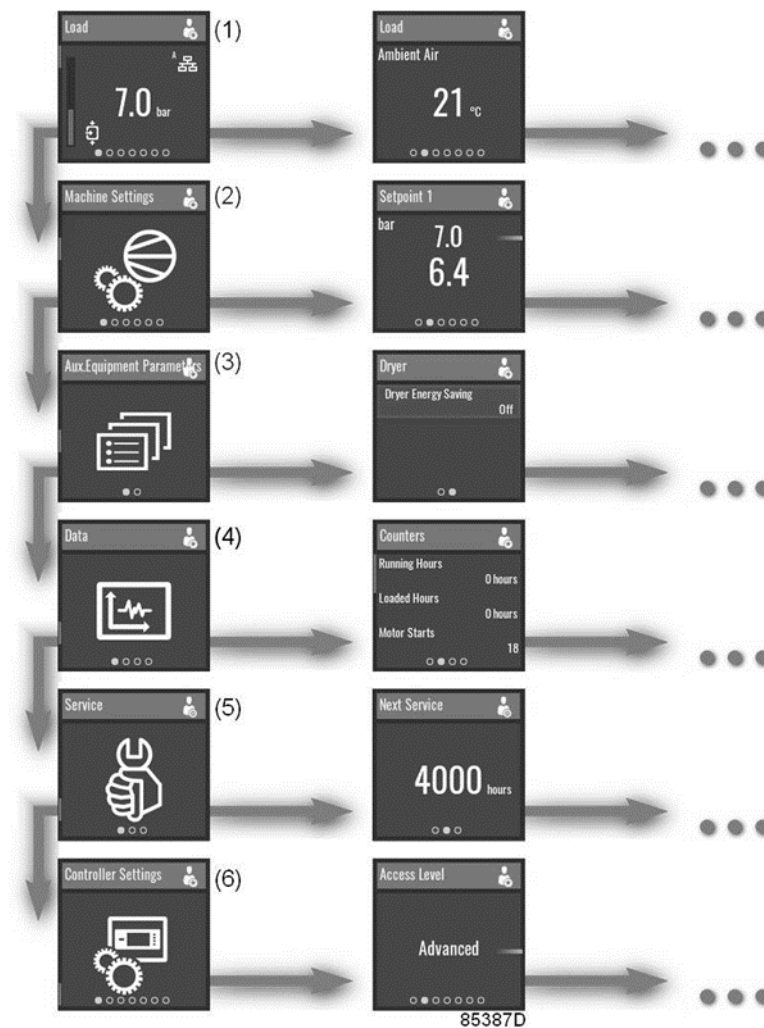 Load
(1)
A
7.0 bar
Load
Ambient Air
21 °C
Machine Settings
(2)
Setpoint 1
bar
7.0
6.4
Aux.Equipment Parameters
(3)
Dryer
Dryer Energy Saving
Off
Data
(4)
Counters
Running Hours
0 hours
Loaded Hours
0 hours
Motor Starts
18
Service
(5)
Next Service
4000 hours
Controller Settings
(6)
Access Level
Advanced
85387D